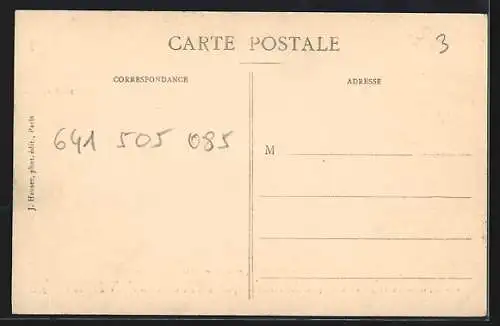 CARTE POSTALE
3
CORRESPONDANCE
ADRESSE
641 505 085
M
J. Hauser, phot.-édit., Paris